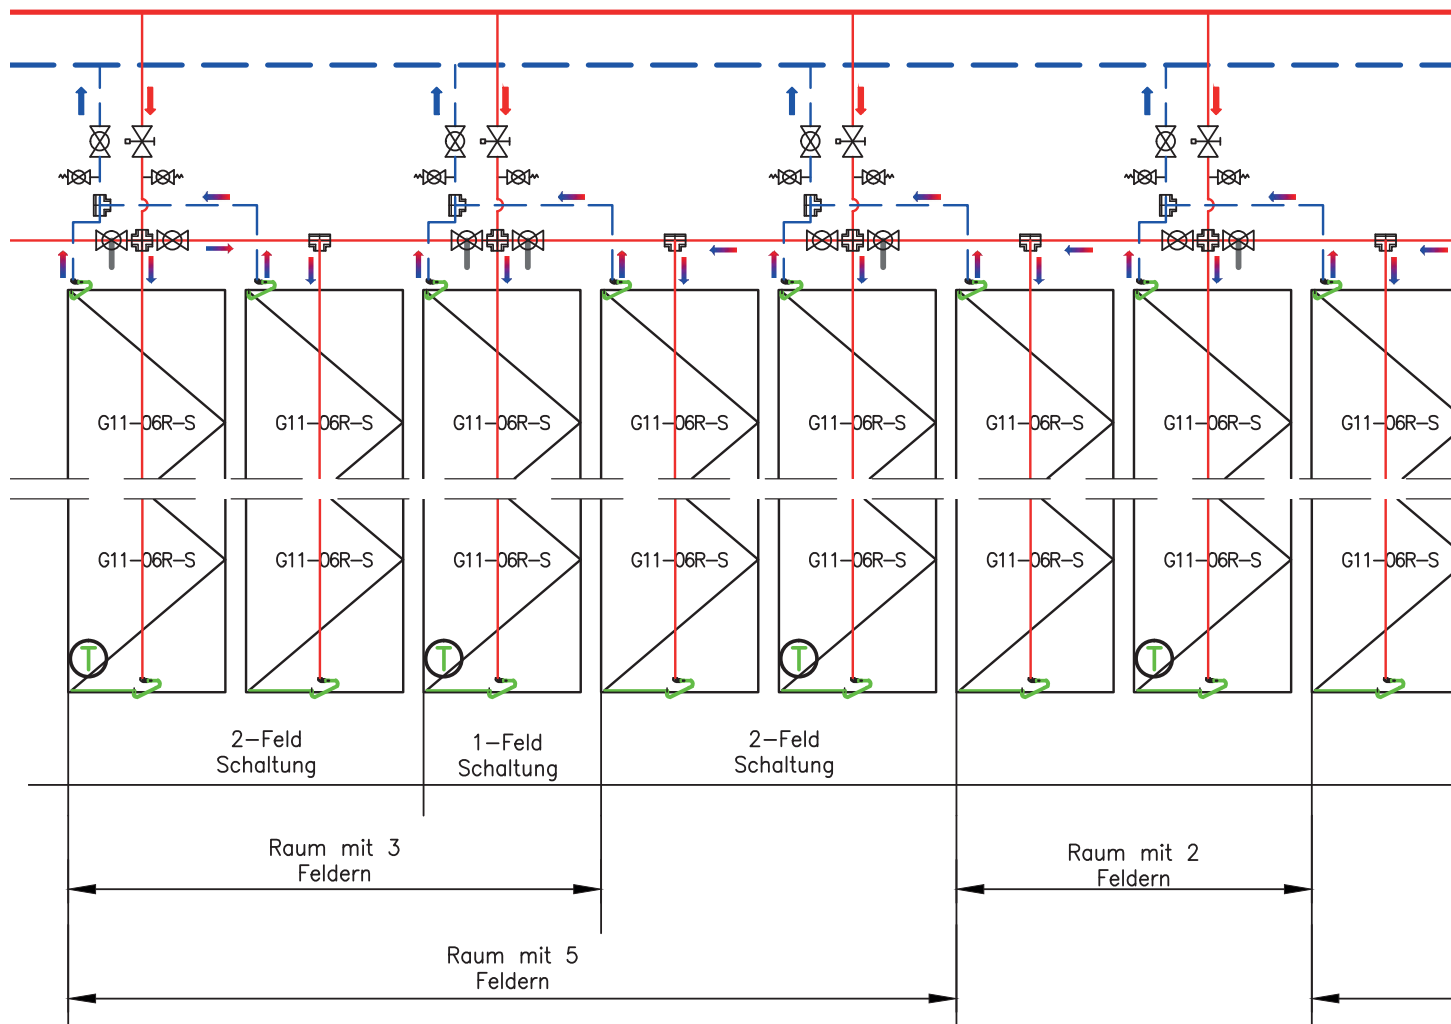 G11-06R-S G11-06R-S G11-06R-S G11-06R-S G11-06R-S G11-06R-S G11-06R-S G11-06R-S
G11-06R-S G11-06R-S G11-06R-S G11-06R-S G11-06R-S G11-06R-S G11-06R-S G11-06R-S
T T T T
2-Feld
Schaltung
1-Feld
Schaltung
2-Feld
Schaltung
Raum mit 3
Feldern
Raum mit 2
Feldern
Raum mit 5
Feldern